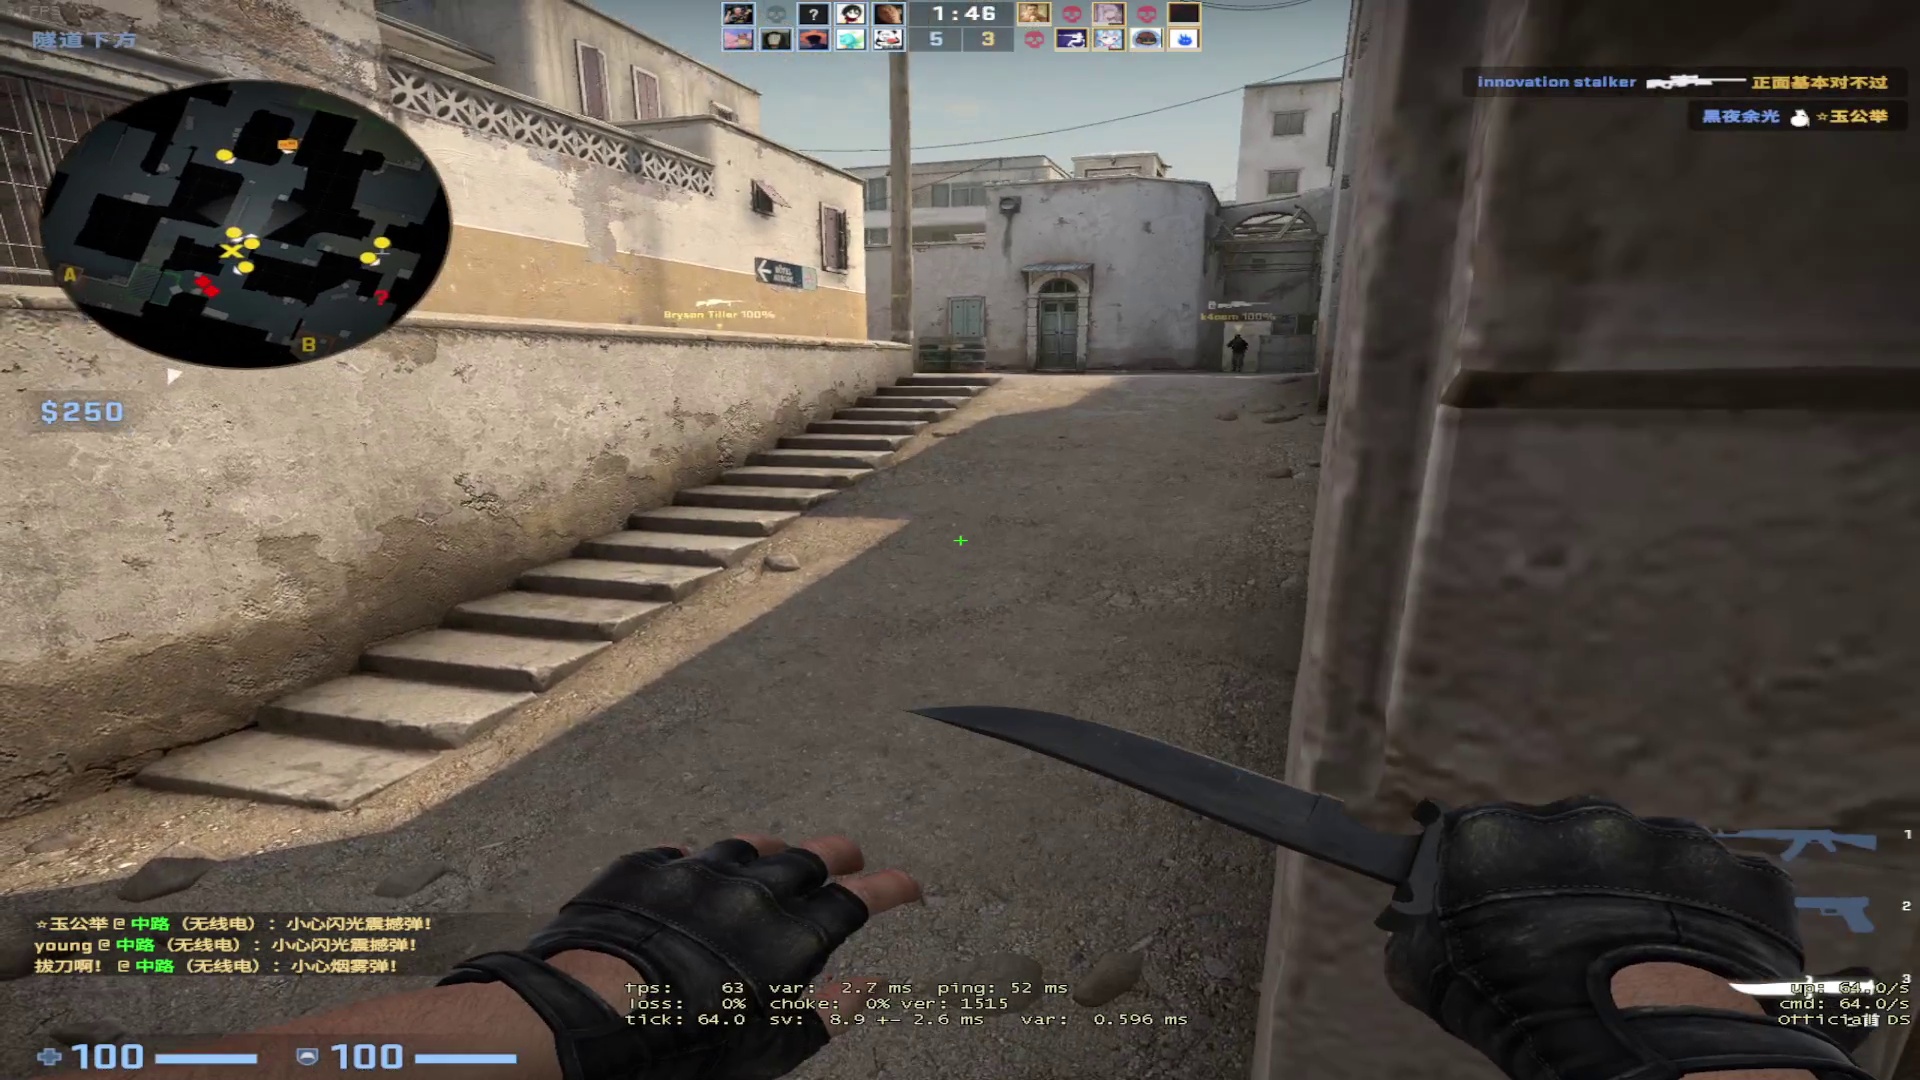 隧道下方
? 1:46
5 3
innovation stalker 正面基本对不过
黑夜余光 ☆玉公举
A
?
B
Bryson Tiller 100%
100%
$250
☆玉公举 @ 中路 (无线电) : 小心闪光震撼弹!
young @ 中路 (无线电) : 小心闪光震撼弹!
拔刀啊! @ 中路 (无线电) : 小心烟雾弹!
fps: 63 var: 2.7 ms ping: 52 ms
loss: 0% choke: 0% ver: 1515
tick: 64.0 sv: 8.9 +- 2.6 ms var: 0.596 ms
1
2
3
up: 64.0/s
cmd: 64.0/s
100 100